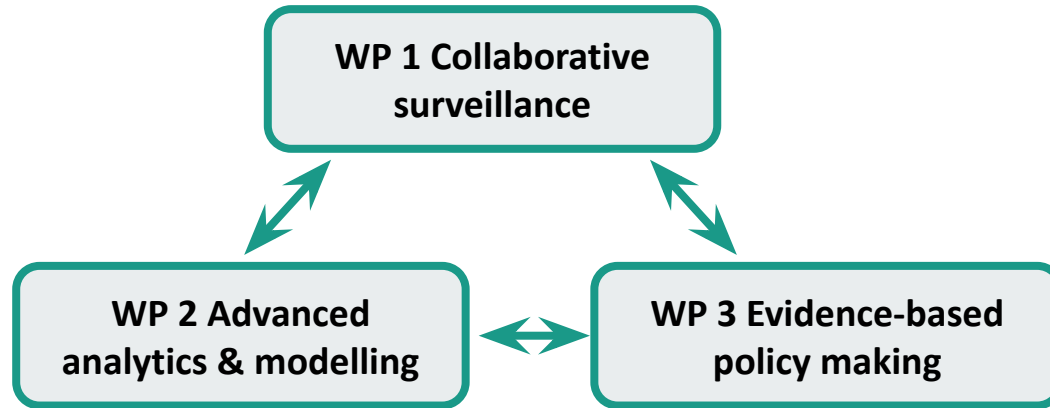 WP 1 Collaborative
surveillance
WP 2 Advanced
analytics & modelling
WP 3 Evidence-based
policy making